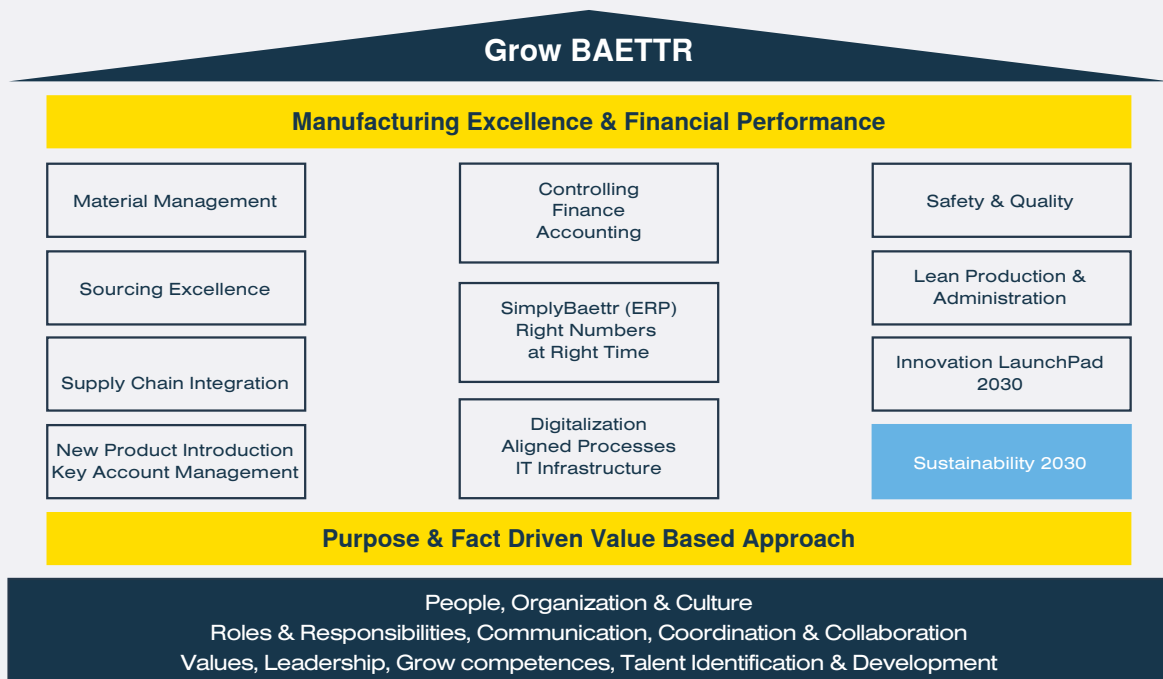 Grow BAETTR
Manufacturing Excellence & Financial Performance
Material Management
Sourcing Excellence
Supply Chain Integration
New Product Introduction
Key Account Management
Controlling
Finance
Accounting
SimplyBaettr (ERP)
Right Numbers
at Right Time
Digitalization
Aligned Processes
IT Infrastructure
Safety & Quality
Lean Production &
Administration
Innovation LaunchPad
2030
Sustainability 2030
Purpose & Fact Driven Value Based Approach
People, Organization & Culture
Roles & Responsibilities, Communication, Coordination & Collaboration
Values, Leadership, Grow competences, Talent Identification & Development